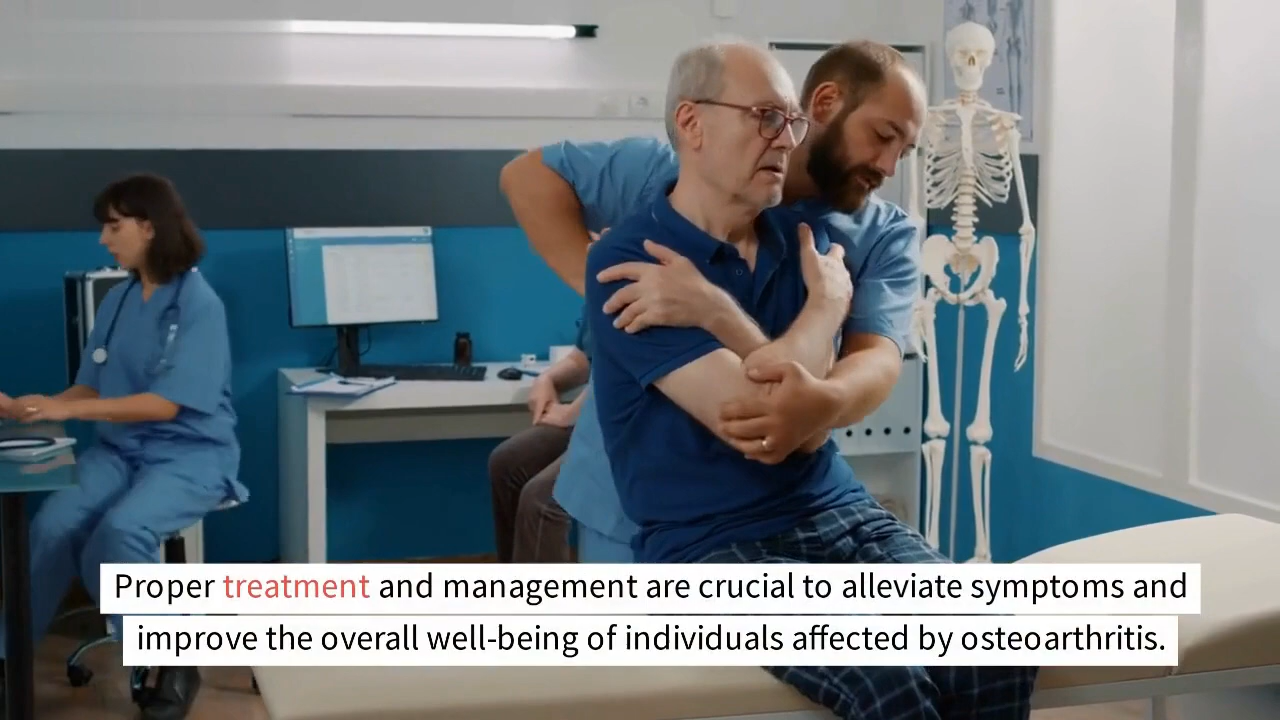 Proper treatment and management are crucial to alleviate symptoms and
improve the overall well-being of individuals affected by osteoarthritis.